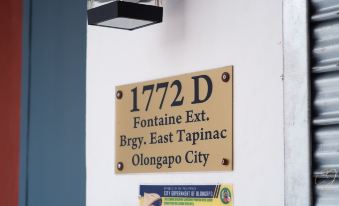 1772 D
Fontaine Ext.
Brgy. East Tapinac
Olongapo City
CITY GOVERNMENT OF OLONGAPO